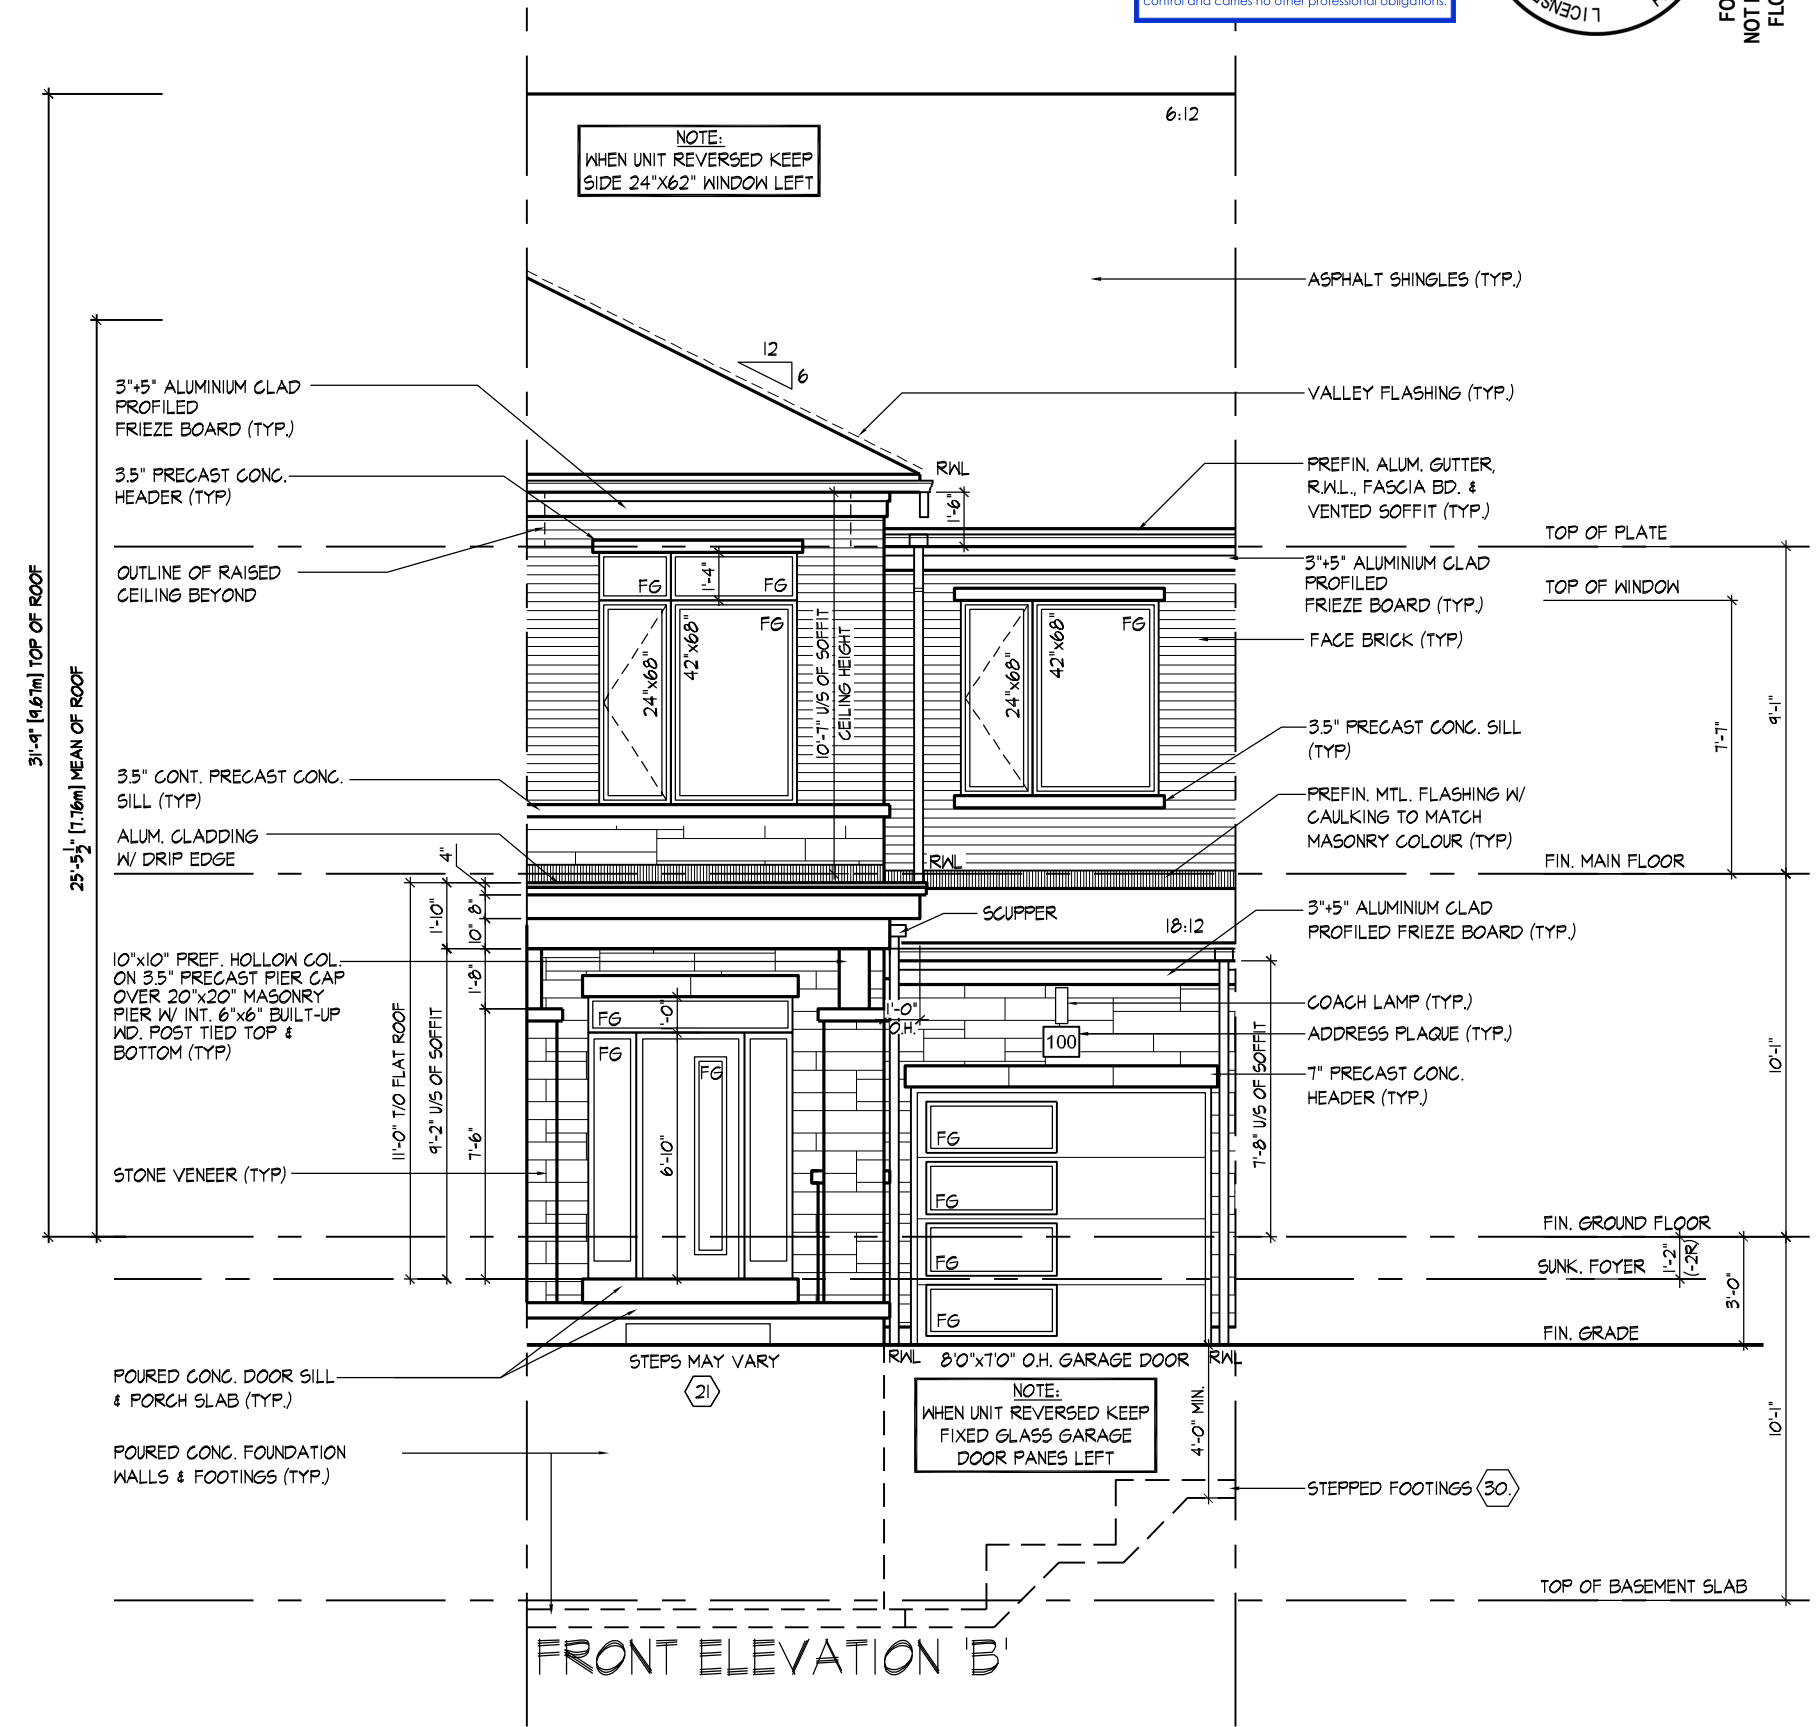 control and carries no other professional obligations.
LICENSE
FO
NOT
FLO
6:12
NOTE:
WHEN UNIT REVERSED KEEP
SIDE 24"X62" WINDOW LEFT
ASPHALT SHINGLES (TYP.)
12
6
3"+5" ALUMINIUM CLAD
PROFILED
FRIEZE BOARD (TYP.)
VALLEY FLASHING (TYP.)
3.5" PRECAST CONC.
HEADER (TYP)
RWL
1'-6"
PREFIN. ALUM. GUTTER,
R.W.L., FASCIA BD. &
VENTED SOFFIT (TYP.)
TOP OF PLATE
OUTLINE OF RAISED
CEILING BEYOND
3"+5" ALUMINIUM CLAD
PROFILED
FRIEZE BOARD (TYP.)
TOP OF WINDOW
FG
1'-4"
FG
FG
FG
FACE BRICK (TYP)
24"x68"
42"x68"
10'-7" U/S OF SOFFIT
CEILING HEIGHT
24"x68"
42"x68"
31'-9" [9.67m] TOP OF ROOF
25'-5 1/2" [7.76m] MEAN OF ROOF
3.5" PRECAST CONC. SILL
(TYP)
7'-7"
9'-1"
3.5" CONT. PRECAST CONC.
SILL (TYP)
PREFIN. MTL. FLASHING W/
CAULKING TO MATCH
MASONRY COLOUR (TYP)
ALUM. CLADDING
W/ DRIP EDGE
4"
RWL
FIN. MAIN FLOOR
1'-10"
8"
10"
SCUPPER
18:12
3"+5" ALUMINIUM CLAD
PROFILED FRIEZE BOARD (TYP.)
10"x10" PREF. HOLLOW COL.
ON 3.5" PRECAST PIER CAP
OVER 20"x20" MASONRY
PIER W/ INT. 6"x6" BUILT-UP
WD. POST TIED TOP &
BOTTOM (TYP)
1'-8"
1'-0"
O.H.
COACH LAMP (TYP.)
ADDRESS PLAQUE (TYP.)
100
FG
1'-0"
FG
FG
7" PRECAST CONC.
HEADER (TYP.)
10'-1"
11'-0" T/O FLAT ROOF
9'-2" U/S OF SOFFIT
7'-6"
6'-10"
7'-8" U/S OF SOFFIT
FG
STONE VENEER (TYP)
FG
FG
FG
FIN. GROUND FLOOR
SUNK. FOYER
1'-2"
(-2R)
3'-0"
FIN. GRADE
STEPS MAY VARY
21
RWL
8'0"x7'0" O.H. GARAGE DOOR
RWL
POURED CONC. DOOR SILL
& PORCH SLAB (TYP.)
NOTE:
WHEN UNIT REVERSED KEEP
FIXED GLASS GARAGE
DOOR PANES LEFT
4'-0" MIN.
10'-1"
POURED CONC. FOUNDATION
WALLS & FOOTINGS (TYP.)
STEPPED FOOTINGS
30.
TOP OF BASEMENT SLAB
FRONT ELEVATION 'B'